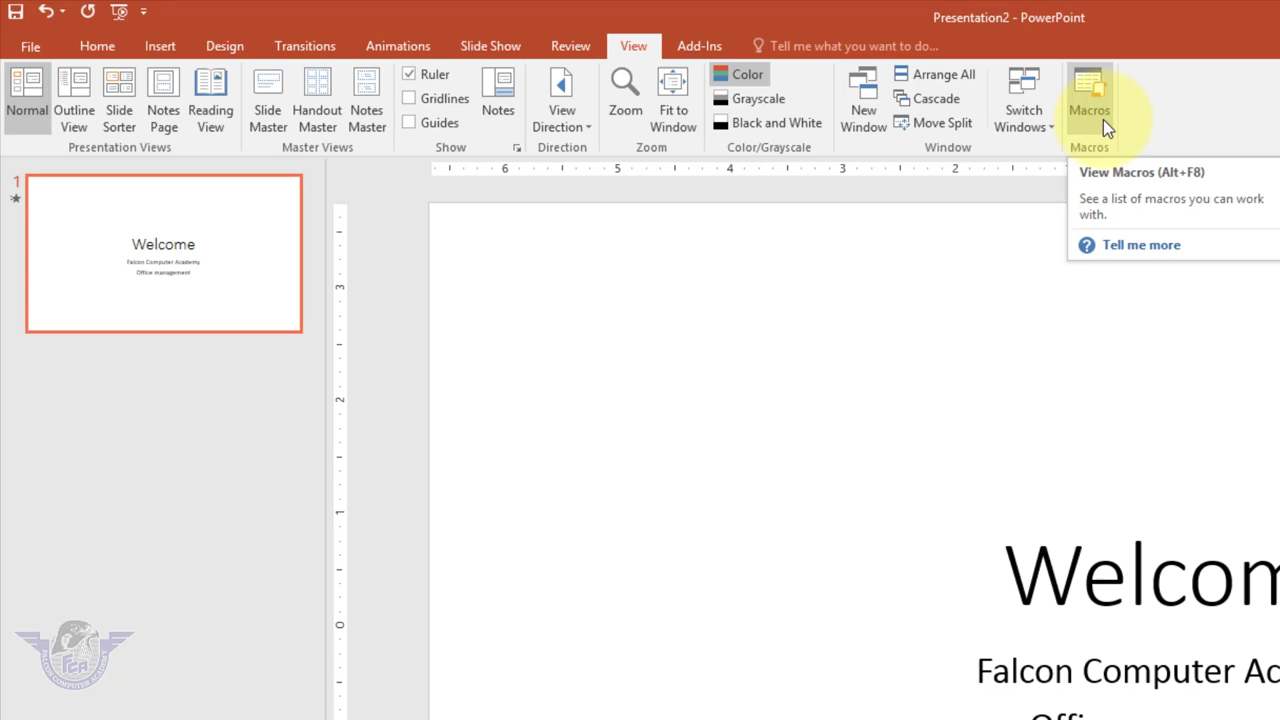 Presentation2 - PowerPoint
File Home Insert Design Transitions Animations Slide Show Review View Add-Ins Tell me what you want to do...
Normal
Outline View
Slide Sorter
Notes Page
Reading View
Presentation Views
Slide Master
Handout Master
Notes Master
Master Views
Ruler
Gridlines
Guides
Notes
Show
View Direction
Direction
Zoom
Fit to Window
Zoom
Color
Grayscale
Black and White
Color/Grayscale
New Window
Arrange All
Cascade
Move Split
Switch Windows
Window
Macros
Macros
View Macros (Alt+F8)
See a list of macros you can work
with.
? Tell me more
6 5 4 3 2
1
Welcome
Falcon Computer Academy
Office management
3
2
1
0
Welcom
Falcon Computer Ac
FCA
FALCON COMPUTER ACADEMY